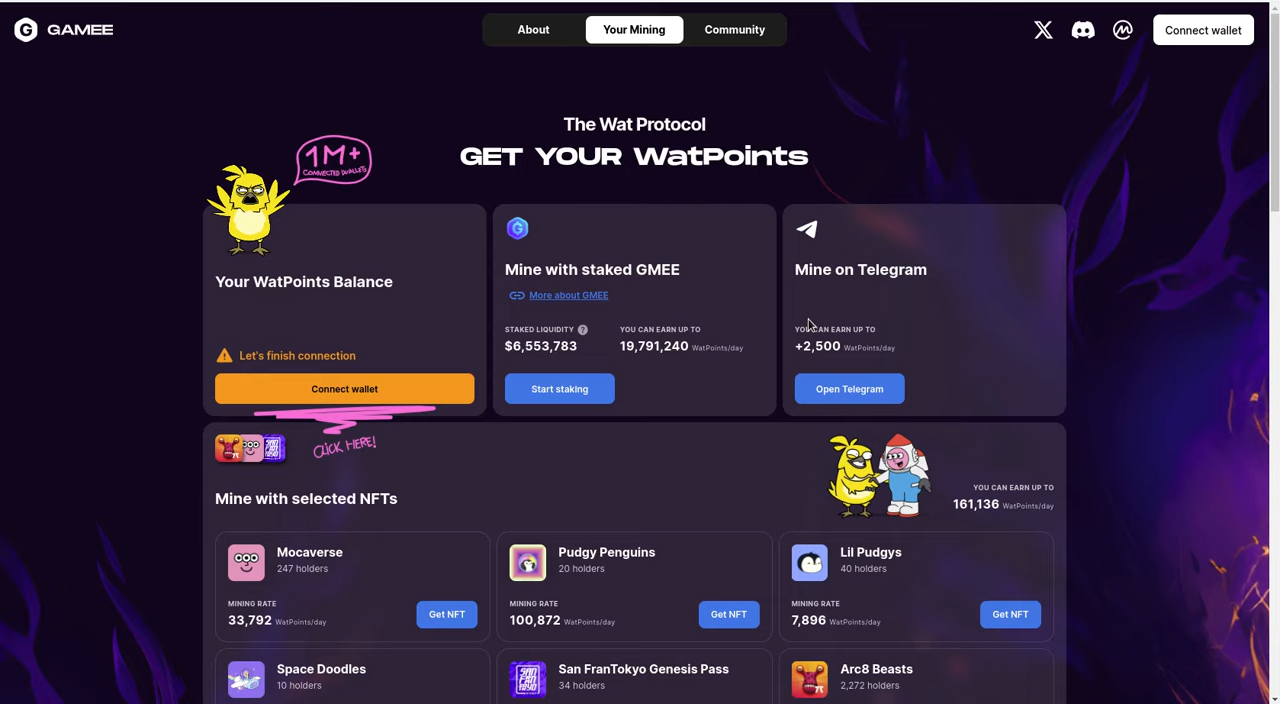 GAMEE
About
Your Mining
Community
Connect wallet
The Wat Protocol
GET YOUR WatPoints
1M+
CONNECTED WALLETS
Your WatPoints Balance
Let's finish connection
Connect wallet
CLICK HERE!
Mine with staked GMEE
More about GMEE
STAKED LIQUIDITY ?
$6,553,783
YOU CAN EARN UP TO
19,791,240 WatPoints/day
Start staking
Mine on Telegram
YOU CAN EARN UP TO
+2,500 WatPoints/day
Open Telegram
Mine with selected NFTs
YOU CAN EARN UP TO
161,136 WatPoints/day
Mocaverse
247 holders
MINING RATE
33,792 WatPoints/day
Get NFT
Pudgy Penguins
20 holders
MINING RATE
100,872 WatPoints/day
Get NFT
Lil Pudgys
40 holders
MINING RATE
7,896 WatPoints/day
Get NFT
Space Doodles
10 holders
SAN
FRAN
TOKYO
San FranTokyo Genesis Pass
34 holders
Arc8 Beasts
2,272 holders